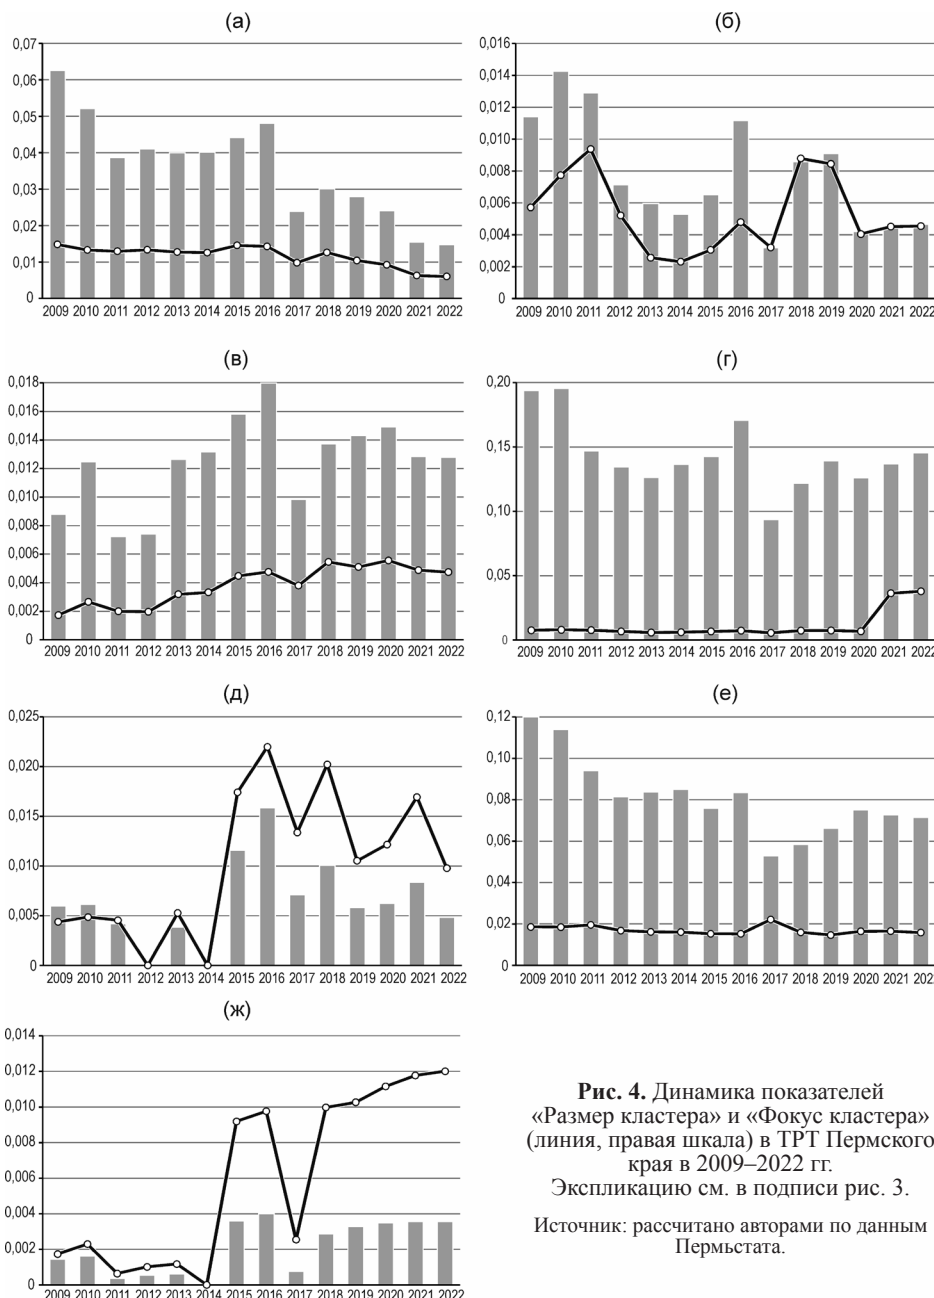 (а)
0,07
0,06
0,05
0,04
0,03
0,02
0,01
0
2009 2010 2011 2012 2013 2014 2015 2016 2017 2018 2019 2020 2021 2022
(б)
0,016
0,014
0,012
0,010
0,008
0,006
0,004
0,002
0
2009 2010 2011 2012 2013 2014 2015 2016 2017 2018 2019 2020 2021 2022
(в)
0,018
0,016
0,014
0,012
0,010
0,008
0,006
0,004
0,002
0
2009 2010 2011 2012 2013 2014 2015 2016 2017 2018 2019 2020 2021 2022
(г)
0,20
0,15
0,10
0,05
0
2009 2010 2011 2012 2013 2014 2015 2016 2017 2018 2019 2020 2021 2022
(д)
0,025
0,020
0,015
0,010
0,005
0
2009 2010 2011 2012 2013 2014 2015 2016 2017 2018 2019 2020 2021 2022
(е)
0,12
0,10
0,08
0,06
0,04
0,02
0
2009 2010 2011 2012 2013 2014 2015 2016 2017 2018 2019 2020 2021 2022
(ж)
0,014
0,012
0,010
0,008
0,006
0,004
0,002
0
2009 2010 2011 2012 2013 2014 2015 2016 2017 2018 2019 2020 2021 2022
Рис. 4. Динамика показателей
«Размер кластера» и «Фокус кластера»
(линия, правая шкала) в ТРТ Пермского
края в 2009–2022 гг.
Экспликацию см. в подписи рис. 3.
Источник: рассчитано авторами по данным
Пермьстата.